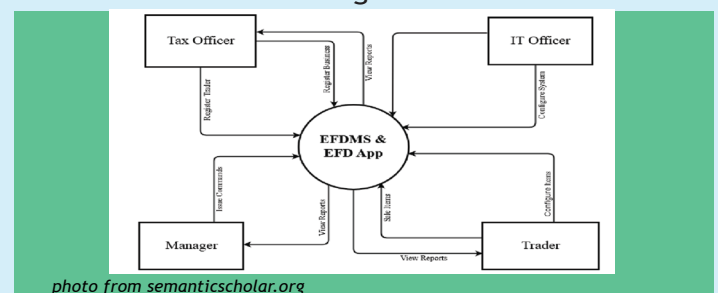 Tax Officer
IT Officer
Register Business
View Reports
Register Trader
Configure System
EFDMS &
EFD App
Issue Commands
View Reports
Sale Items
Configure Items
Manager
Trader
View Reports
photo from semanticscholar.org